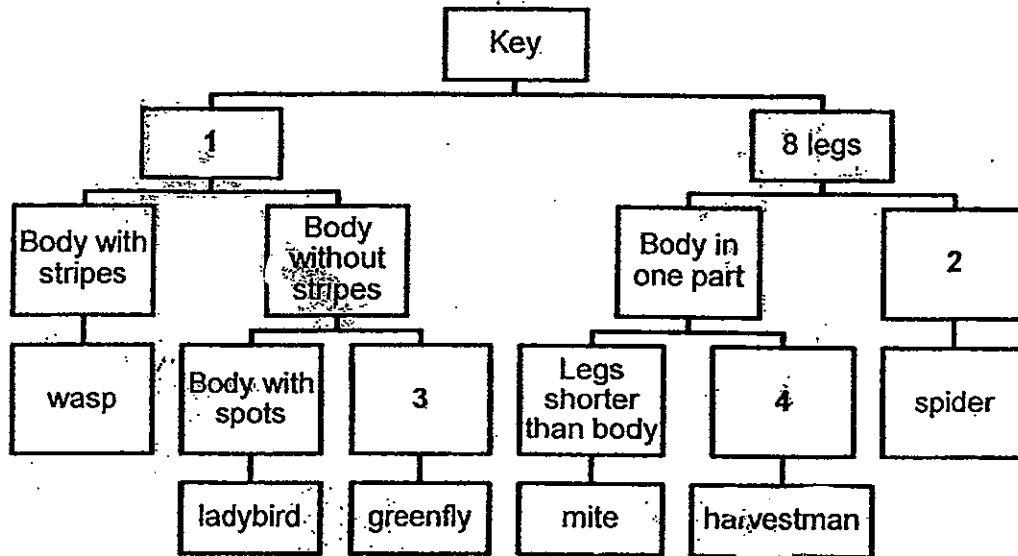 Key
1
8 legs
Body with
stripes
Body
without
stripes
Body in
one part
2
wasp
Body with
spots
3
Legs
shorter
than body
4
spider
ladybird
greenfly
mite
harvestman